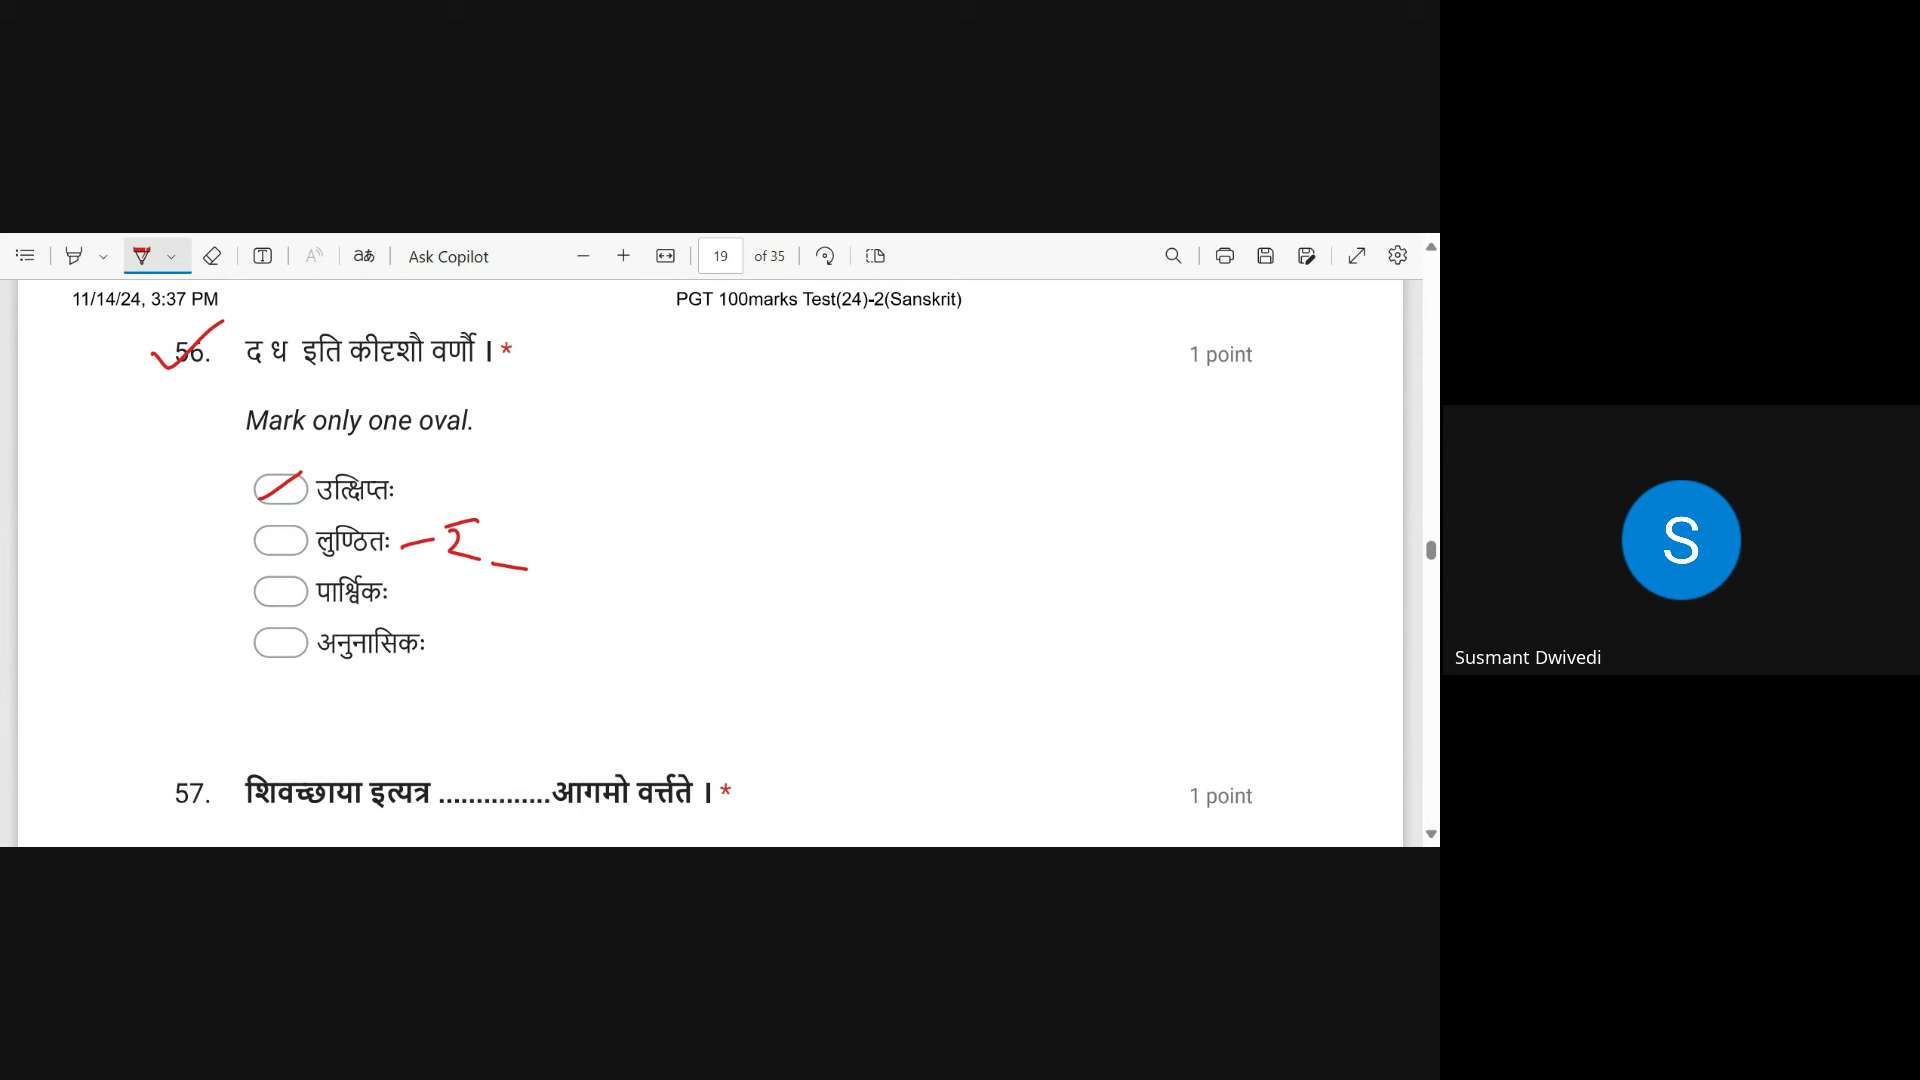 Ask Copilot
19 of 35
11/14/24, 3:37 PM PGT 100marks Test(24)-2(Sanskrit)
56. द ध इति कीदृशौ वर्णौ । * 1 point
Mark only one oval.
उत्क्षिप्तः
लुण्ठितः – र
पार्श्विकः
अनुनासिकः
57. शिवच्छाया इत्यत्र ...............आगमो वर्त्तते । * 1 point
S
Susmant Dwivedi